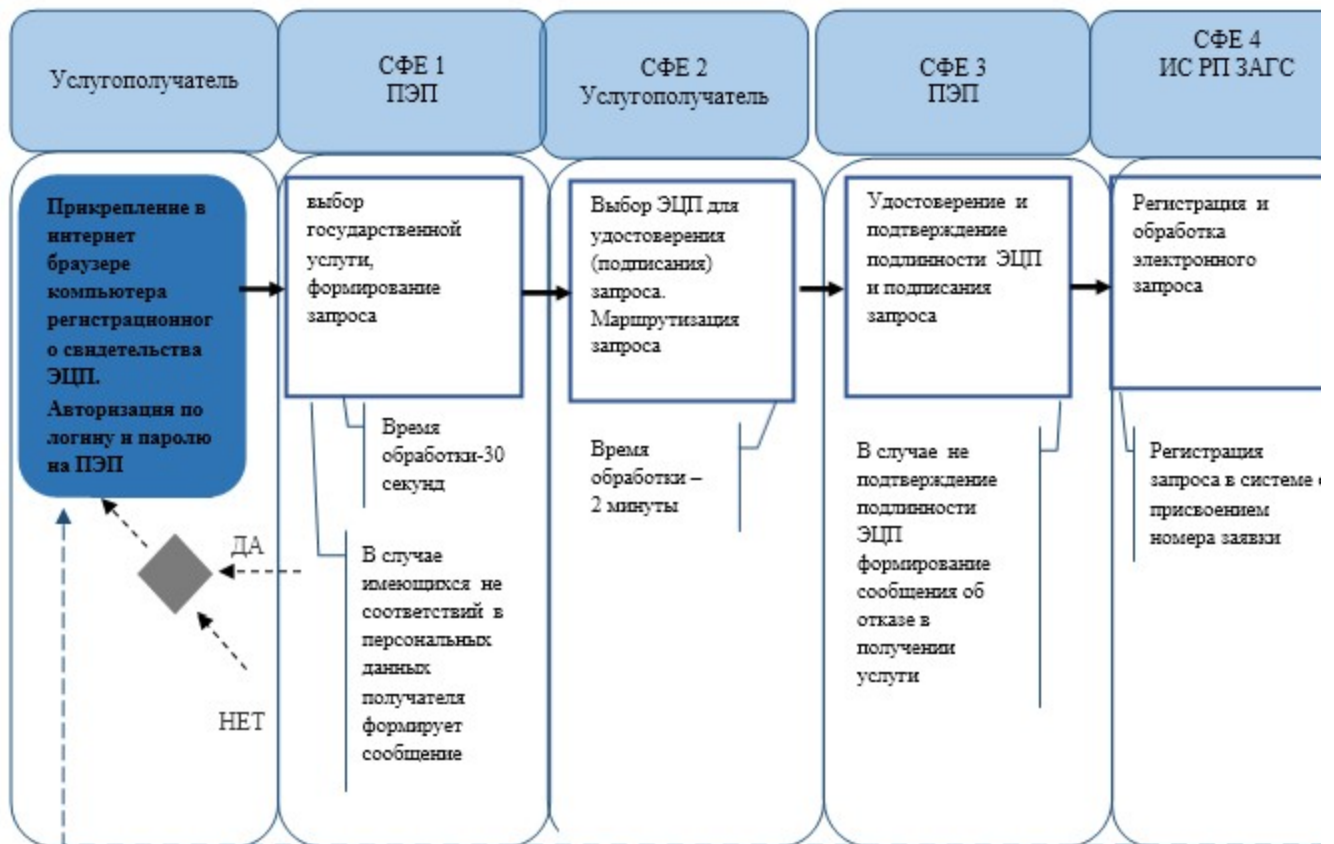 Услугополучатель
СФЕ 1
ПЭП
СФЕ 2
Услугополучатель
СФЕ 3
ПЭП
СФЕ 4
ИС РП ЗАГС
Прикрепление в
интернет
браузере
компьютера
регистрационног
о свидетельства
ЭЦП.
Авторизация по
логину и паролю
на ПЭП
выбор
государственной
услуги,
формирование
запроса
Выбор ЭЦП для
удостоверения
(подписания)
запроса.
Маршрутизация
запроса
Удостоверение и
подтверждение
подлинности ЭЦП
и подписания
запроса
Регистрация и
обработка
электронного
запроса
Время
обработки-30
секунд
Время
обработки –
2 минуты
В случае не
подтверждение
подлинности
ЭЦП
формирование
сообщения об
отказе в
получении
услуги
Регистрация
запроса в системе с
присвоением
номера заявки
ДА
НЕТ
В случае
имеющихся не
соответствий в
персональных
данных
получателя
формирует
сообщение